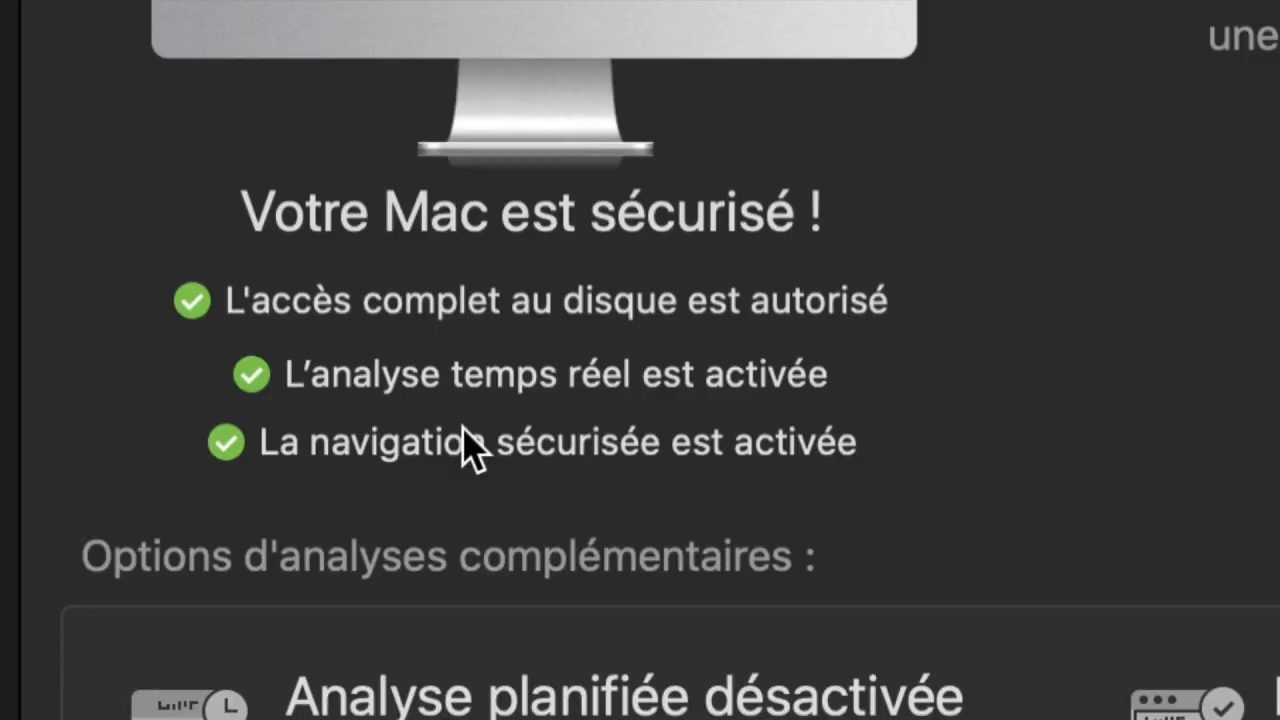 une
Votre Mac est sécurisé !
L'accès complet au disque est autorisé
L’analyse temps réel est activée
La navigation sécurisée est activée
Options d'analyses complémentaires :
Analyse planifiée désactivée